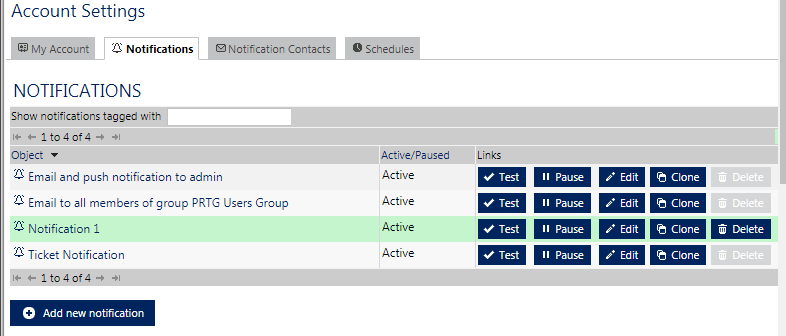 Account Settings
My Account Notifications Notification Contacts Schedules
NOTIFICATIONS
Show notifications tagged with
1 to 4 of 4
Object Active/Paused Links
Email and push notification to admin Active Test Pause Edit Clone Delete
Email to all members of group PRTG Users Group Active Test Pause Edit Clone Delete
Notification 1 Active Test Pause Edit Clone Delete
Ticket Notification Active Test Pause Edit Clone Delete
1 to 4 of 4
Add new notification